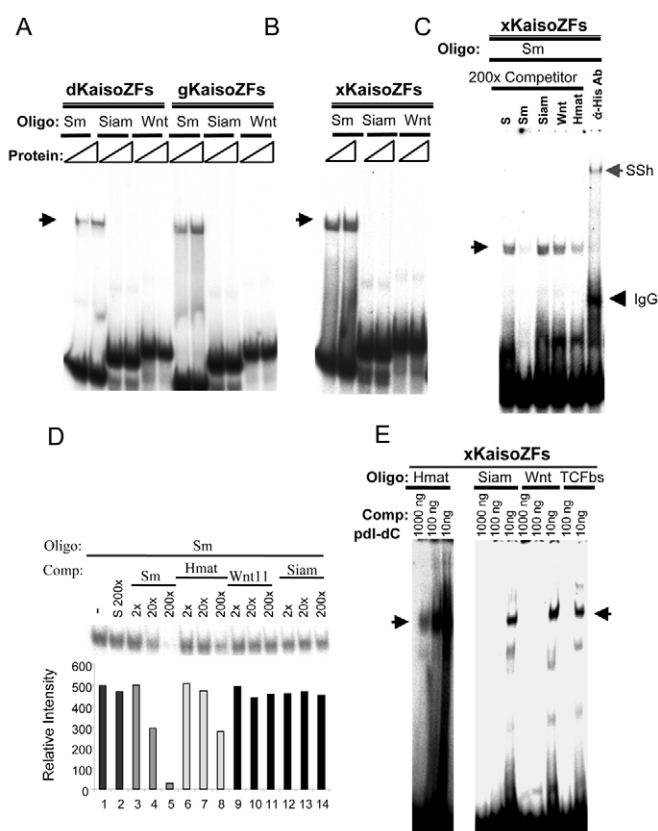 A
dKaisoZFs gKaisoZFs
Oligo: Sm Siam Wnt Sm Siam Wnt
Protein:
B
xKaisoZFs
Sm Siam Wnt
C
xKaisoZFs
Oligo: Sm
200x Competitor
S Sm Siam Wnt Hmat α-His Ab
SSh
IgG
D
Oligo: Sm
Comp: Sm Hmat Wnt11 Siam
- S 200x 2x 20x 200x 2x 20x 200x 2x 20x 200x 2x 20x 200x
Relative Intensity
600
500
400
300
200
100
0
1 2 3 4 5 6 7 8 9 10 11 12 13 14
E
xKaisoZFs
Oligo: Hmat Siam Wnt TCFbs
Comp: pdI-dC
1000 ng 100 ng 10ng 1000 ng 100 ng 10ng 1000 ng 100 ng 10ng 100 ng 10ng